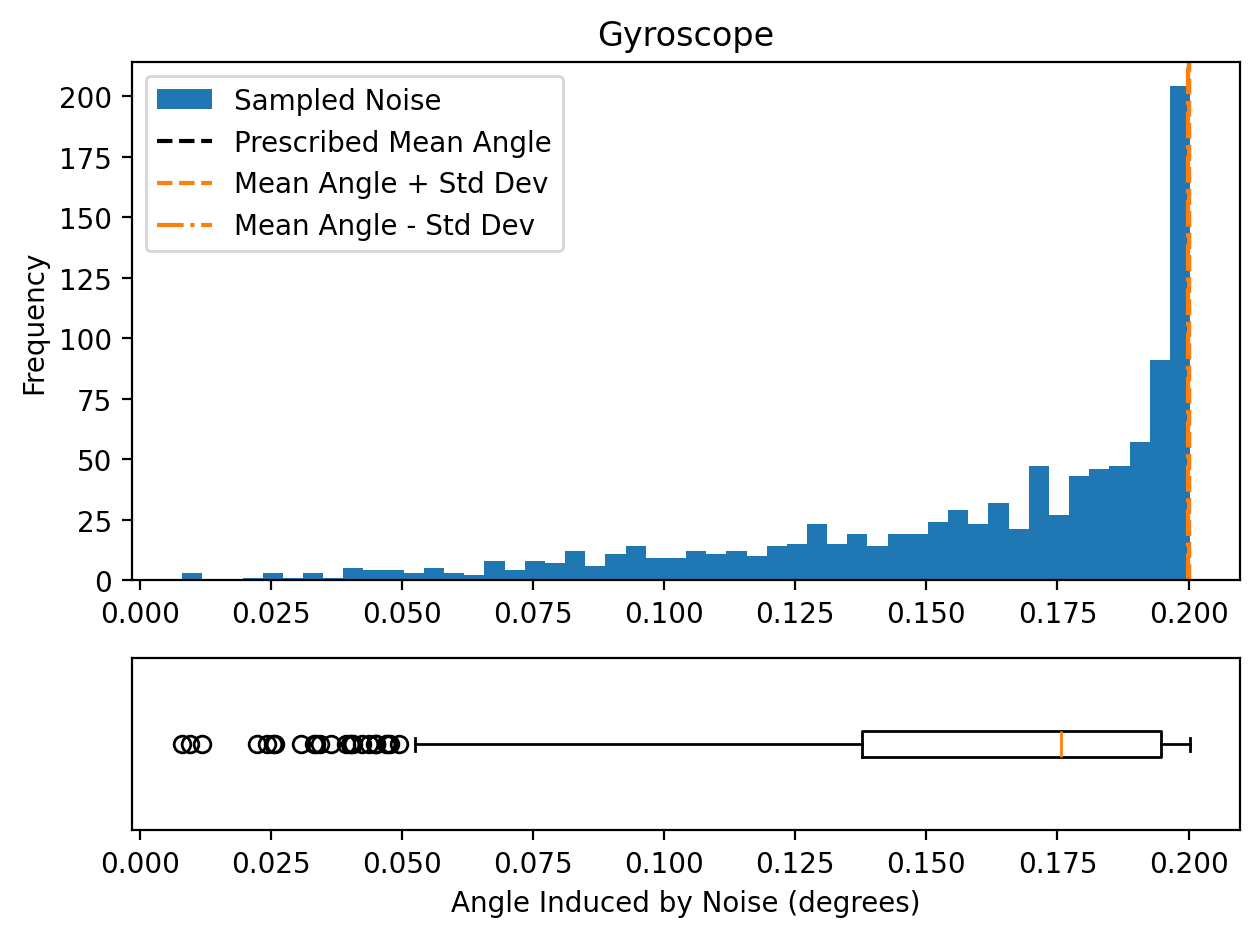 Gyroscope
Sampled Noise
Prescribed Mean Angle
Mean Angle + Std Dev
Mean Angle - Std Dev
Frequency
200
175
150
125
100
75
50
25
0
0.000 0.025 0.050 0.075 0.100 0.125 0.150 0.175 0.200
0.000 0.025 0.050 0.075 0.100 0.125 0.150 0.175 0.200
Angle Induced by Noise (degrees)